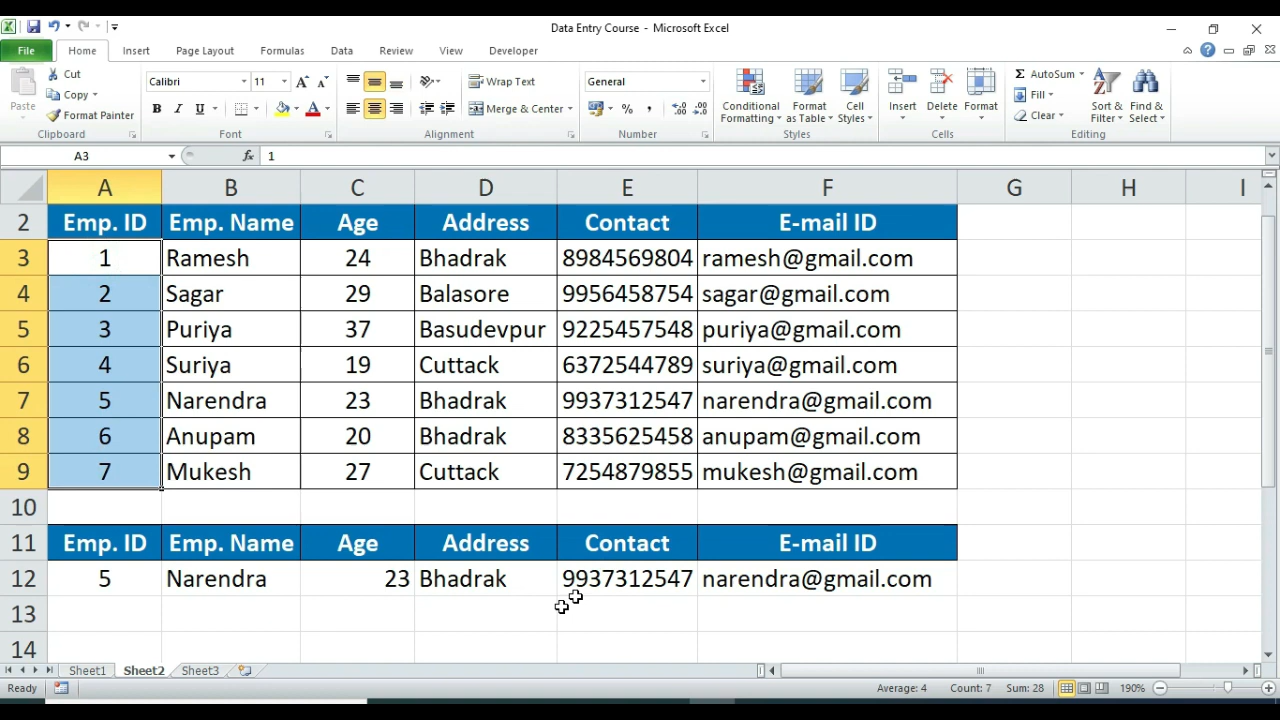 Data Entry Course - Microsoft Excel
File Home Insert Page Layout Formulas Data Review View Developer
Paste Cut Copy Format Painter Clipboard
Calibri 11 B I U A A A Font
Wrap Text Merge & Center Alignment
General % , .0 .00 .00 .0 Number
Conditional Formatting Format as Table Cell Styles Styles
Insert Delete Format Cells
Σ AutoSum Fill Clear Sort & Filter Find & Select Editing
A3 fx 1
A B C D E F G H I
2 Emp. ID Emp. Name Age Address Contact E-mail ID
3 1 Ramesh 24 Bhadrak 8984569804 ramesh@gmail.com
4 2 Sagar 29 Balasore 9956458754 sagar@gmail.com
5 3 Puriya 37 Basudevpur 9225457548 puriya@gmail.com
6 4 Suriya 19 Cuttack 6372544789 suriya@gmail.com
7 5 Narendra 23 Bhadrak 9937312547 narendra@gmail.com
8 6 Anupam 20 Bhadrak 8335625458 anupam@gmail.com
9 7 Mukesh 27 Cuttack 7254879855 mukesh@gmail.com
10
11 Emp. ID Emp. Name Age Address Contact E-mail ID
12 5 Narendra 23 Bhadrak 9937312547 narendra@gmail.com
13
14
Sheet1 Sheet2 Sheet3
Ready Average: 4 Count: 7 Sum: 28 190%